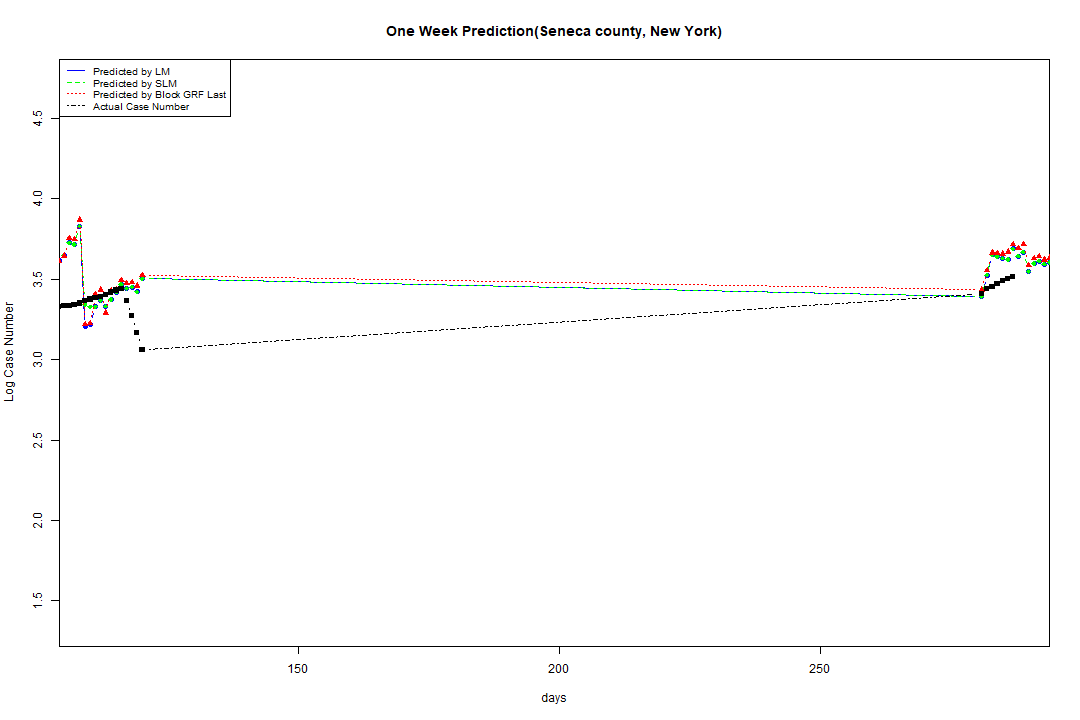 One Week Prediction(Seneca county, New York)
Predicted by LM
Predicted by SLM
Predicted by Block GRF Last
Actual Case Number
4.5
4.0
3.5
3.0
2.5
2.0
1.5
Log Case Number
150
200
250
days